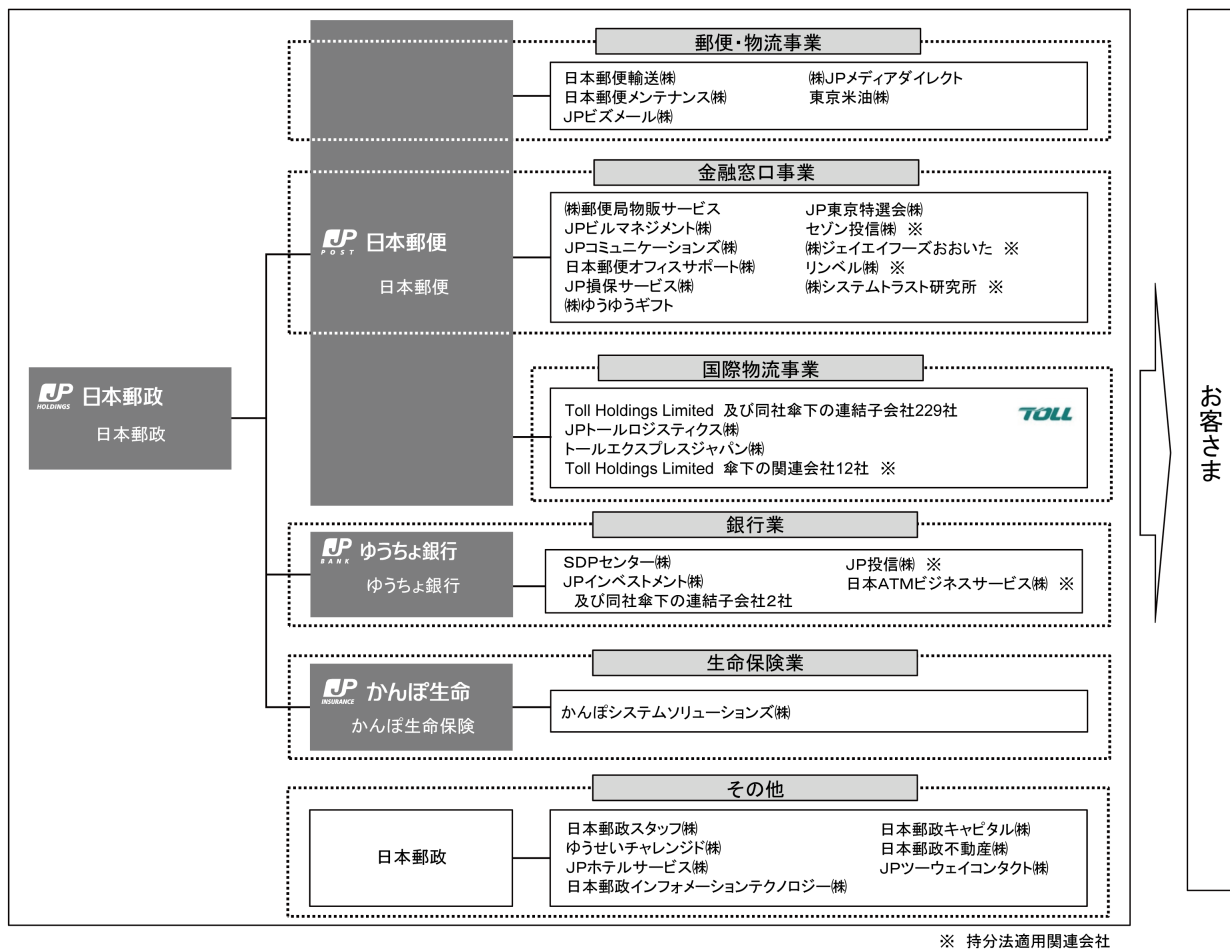 郵便・物流事業
日本郵便輸送㈱
日本郵便メンテナンス㈱
JPビズメール㈱
㈱JPメディアダイレクト
東京米油㈱
金融窓口事業
JP POST 日本郵便
日本郵便
㈱郵便局物販サービス
JPビルマネジメント㈱
JPコミュニケーションズ㈱
日本郵便オフィスサポート㈱
JP損保サービス㈱
㈱ゆうゆうギフト
JP東京特選会㈱
セゾン投信㈱ ※
㈱ジェイエイフーズおおいた ※
リンベル㈱ ※
㈱システムトラスト研究所 ※
国際物流事業
Toll Holdings Limited 及び同社傘下の連結子会社229社
JPトールロジスティクス㈱
トールエクスプレスジャパン㈱
Toll Holdings Limited 傘下の関連会社12社 ※
TOLL
JP HOLDINGS 日本郵政
日本郵政
銀行業
JP BANK ゆうちょ銀行
ゆうちょ銀行
SDPセンター㈱
JPインベストメント㈱
及び同社傘下の連結子会社2社
JP投信㈱ ※
日本ATMビジネスサービス㈱ ※
生命保険業
JP INSURANCE かんぽ生命
かんぽ生命保険
かんぽシステムソリューションズ㈱
その他
日本郵政
日本郵政スタッフ㈱
ゆうせいチャレンジド㈱
JPホテルサービス㈱
日本郵政インフォメーションテクノロジー㈱
日本郵政キャピタル㈱
日本郵政不動産㈱
JPツーウェイコンタクト㈱
お客さま
※ 持分法適用関連会社